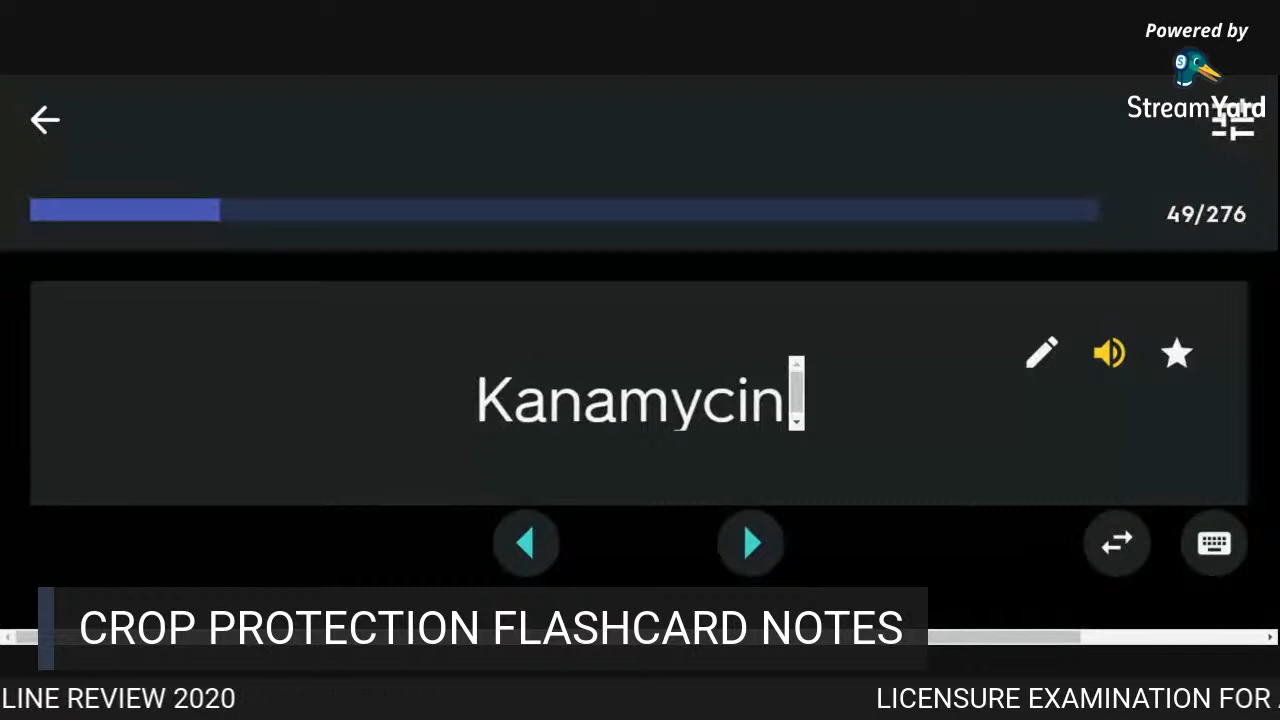 Powered by
StreamYard
49/276
Kanamycin
CROP PROTECTION FLASHCARD NOTES
LINE REVIEW 2020
LICENSURE EXAMINATION FOR